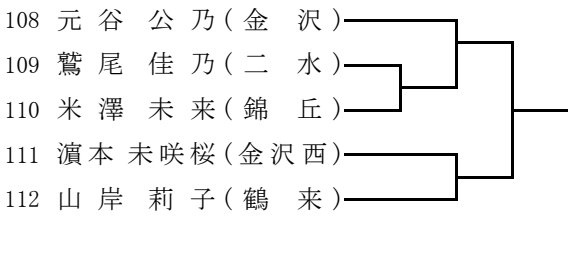 108 元 谷　公 乃(金　沢)
109 鷲 尾　佳 乃(二　水)
110 米 澤　未 来(錦　丘)
111 濵本 未咲桜(金沢西)
112 山 岸　莉 子(鶴　来)